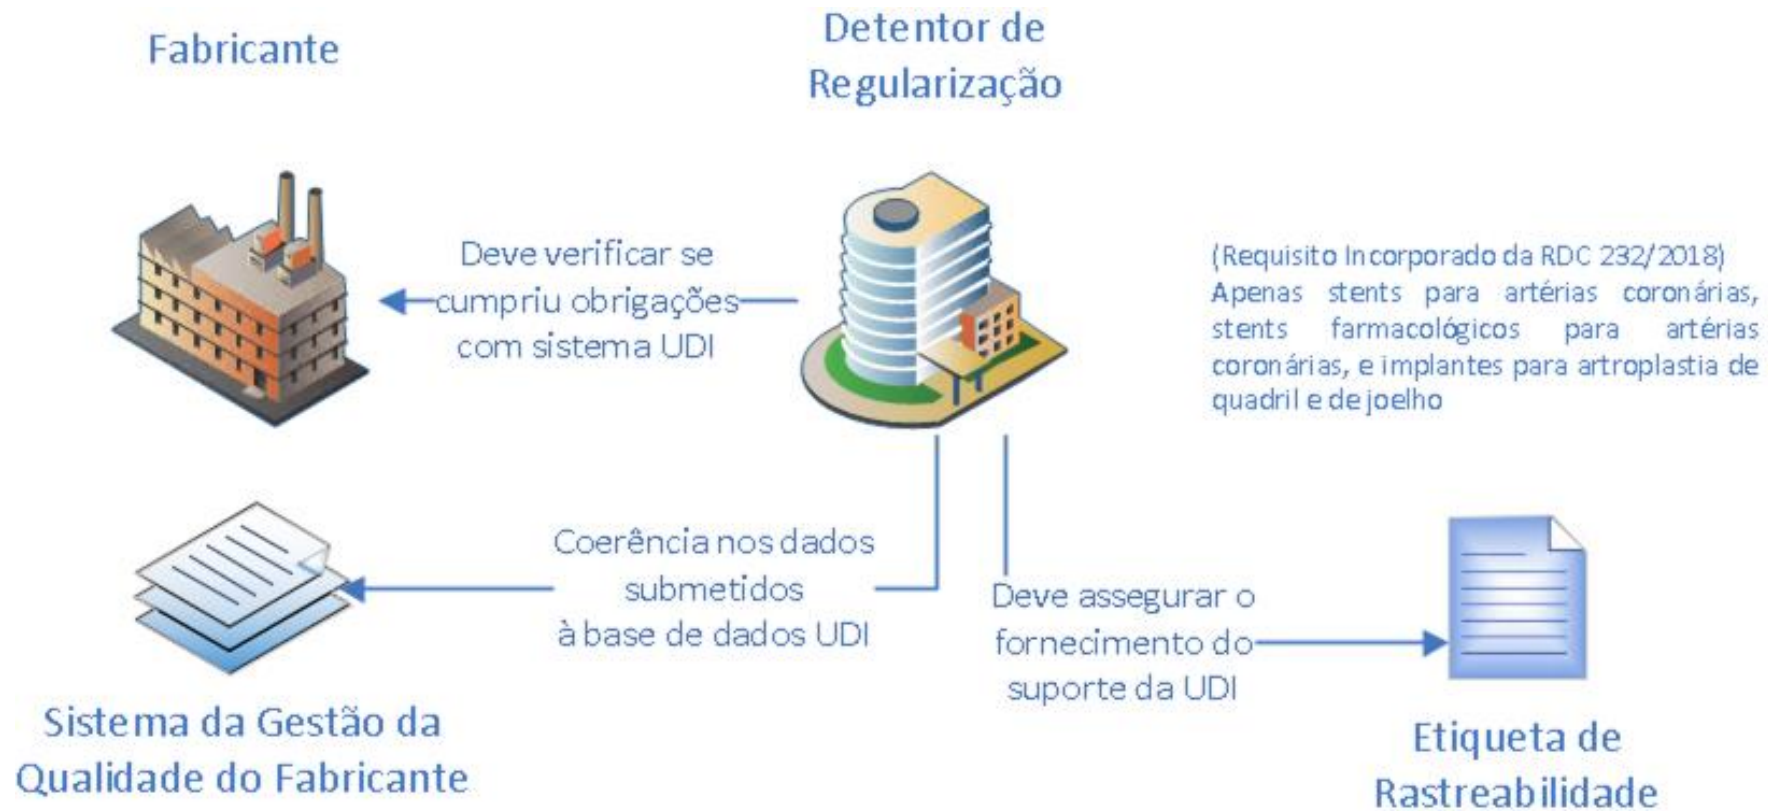 Fabricante
Detentor de
Regularização
Deve verificar se
cumpriu obrigações
com sistema UDI
(Requisito Incorporado da RDC 232/2018)
Apenas stents para artérias coronárias,
stents farmacológicos para artérias
coronárias, e implantes para artroplastia de
quadril e de joelho
Coerência nos dados
submetidos
à base de dados UDI
Deve assegurar o
fornecimento do
suporte da UDI
Sistema da Gestão da
Qualidade do Fabricante
Etiqueta de
Rastreabilidade